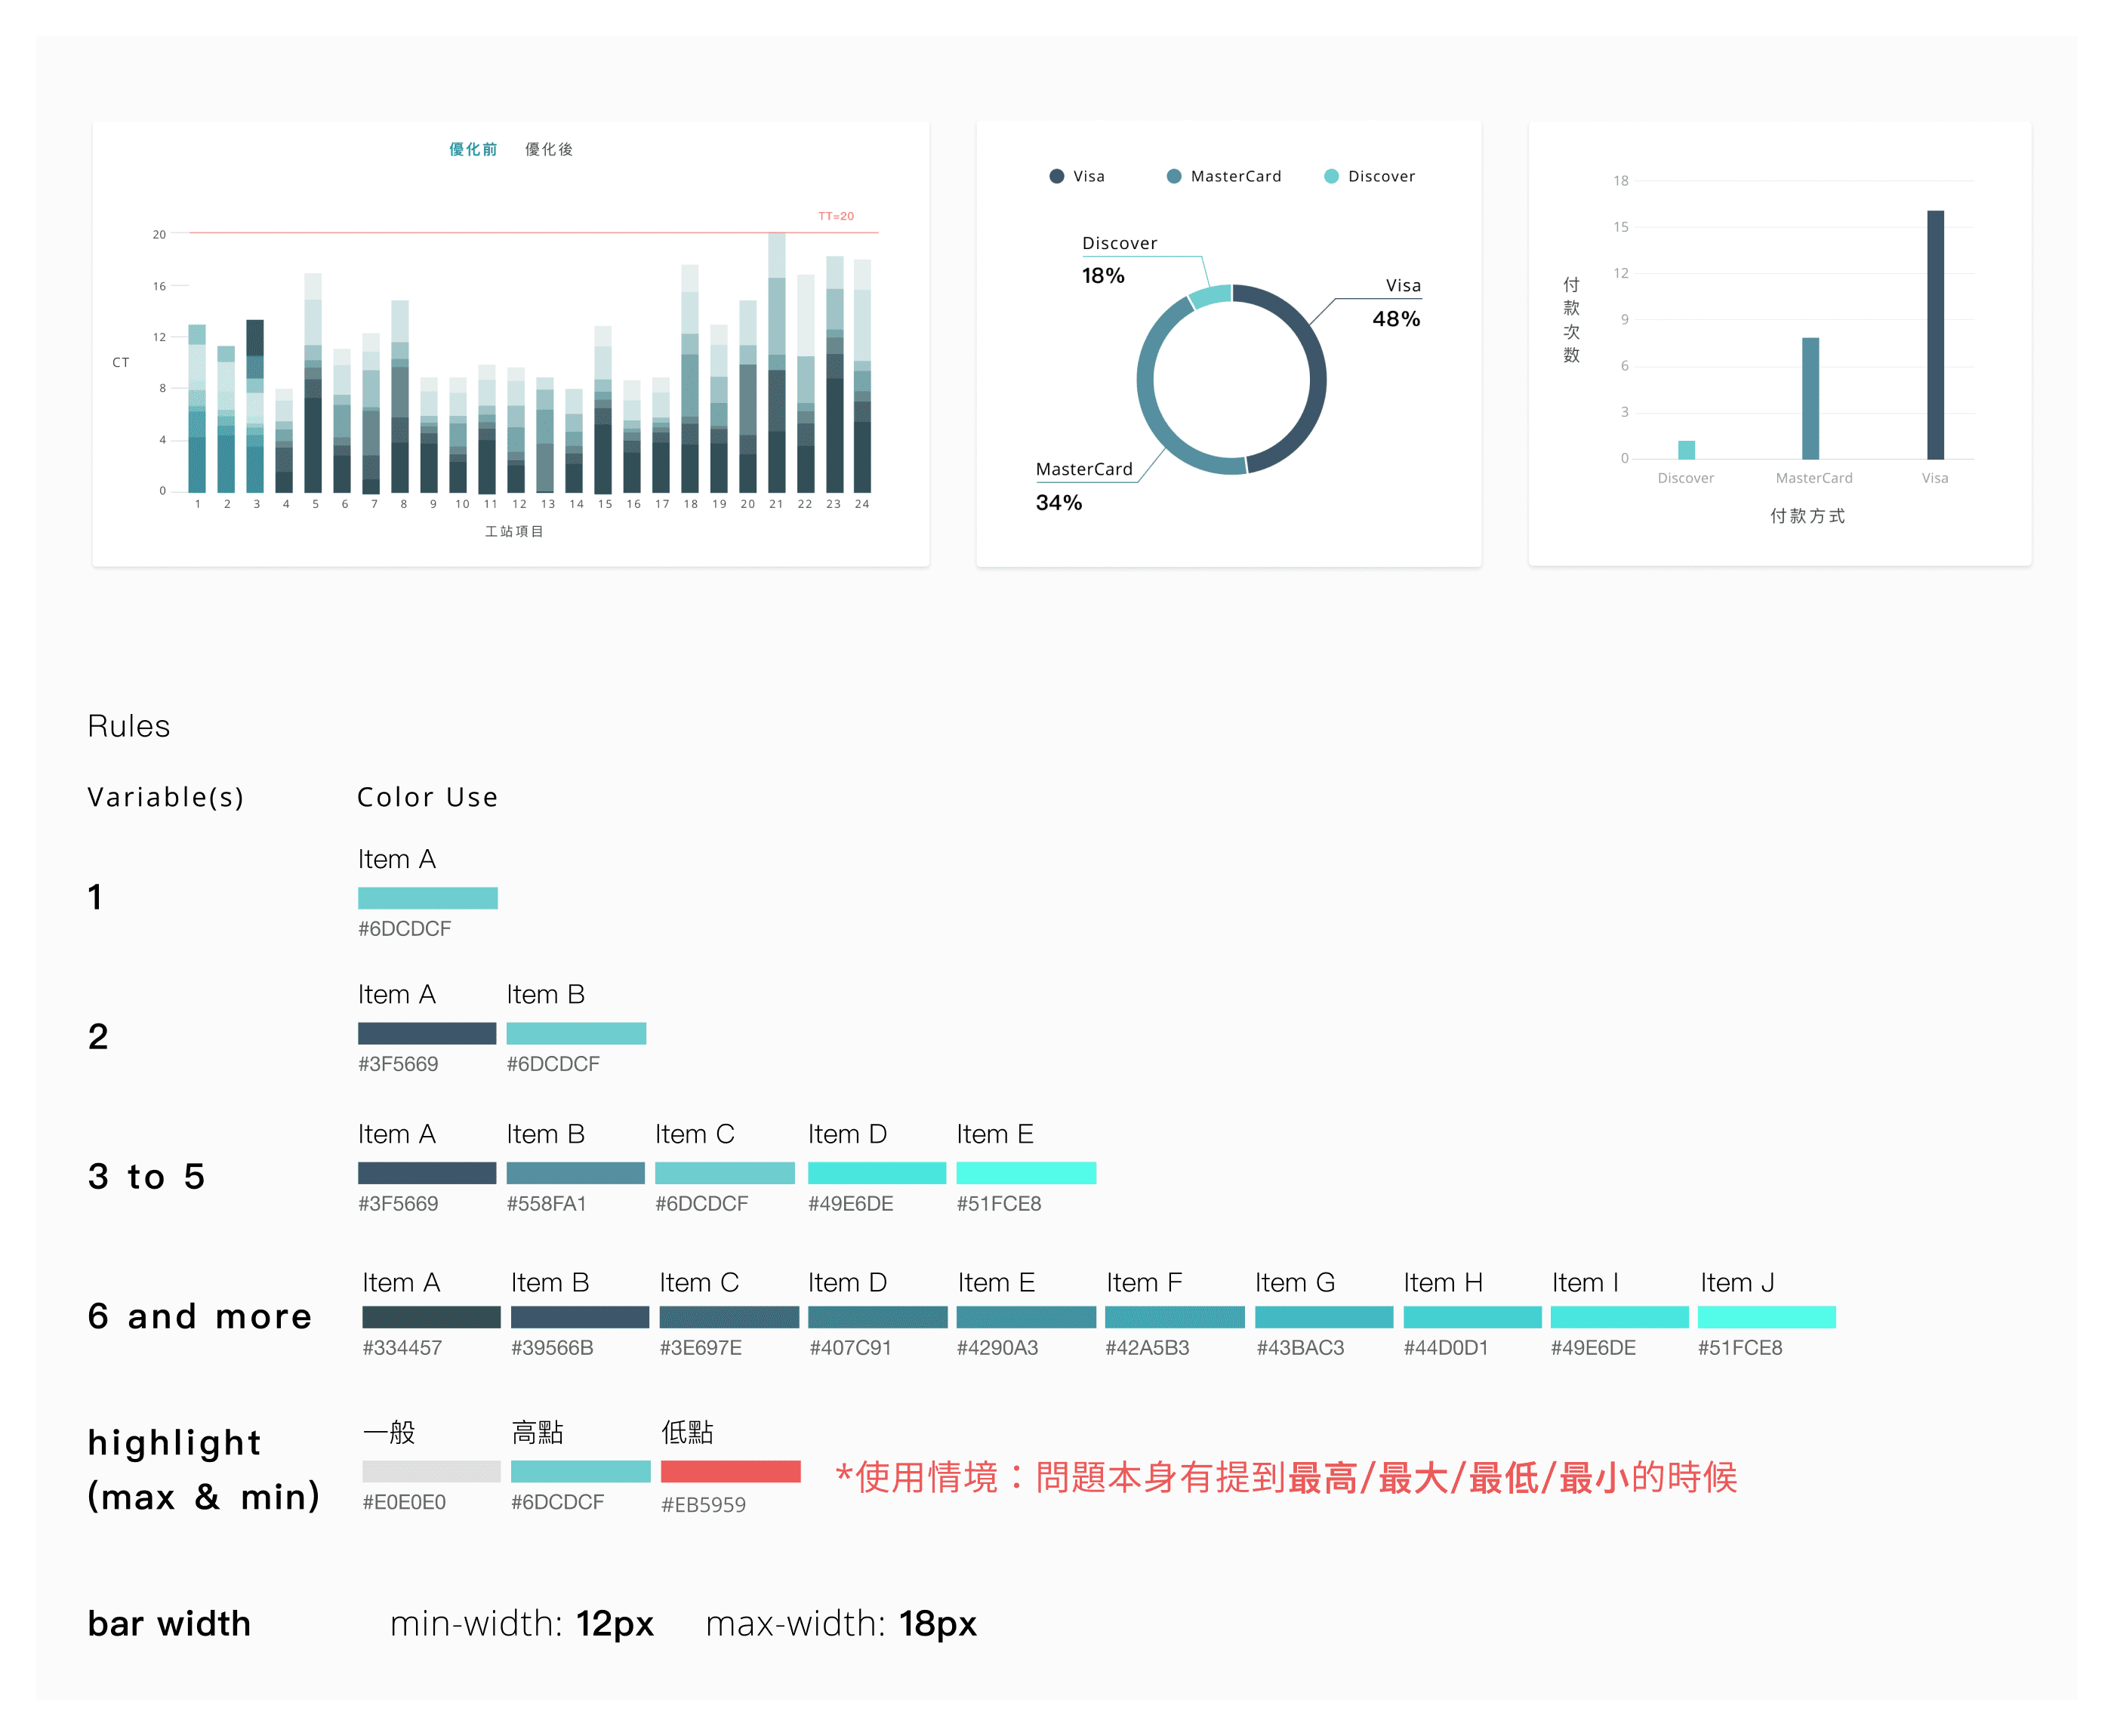 優化前 優化後
TT=20
20
16
12
CT
8
4
0
1 2 3 4 5 6 7 8 9 10 11 12 13 14 15 16 17 18 19 20 21 22 23 24
工站項目
Visa MasterCard Discover
Discover
18%
Visa
48%
MasterCard
34%
18
15
12
9
6
3
0
付款次数
Discover MasterCard Visa
付款方式
Rules
Variable(s) Color Use
1
Item A
#6DCDCF
2
Item A Item B
#3F5669 #6DCDCF
3 to 5
Item A Item B Item C Item D Item E
#3F5669 #558FA1 #6DCDCF #49E6DE #51FCE8
6 and more
Item A Item B Item C Item D Item E Item F Item G Item H Item I Item J
#334457 #39566B #3E697E #407C91 #4290A3 #42A5B3 #43BAC3 #44D0D1 #49E6DE #51FCE8
highlight
(max & min)
一般 高點 低點
#E0E0E0 #6DCDCF #EB5959
*使用情境：問題本身有提到最高/最大/最低/最小的時候
bar width min-width: 12px max-width: 18px